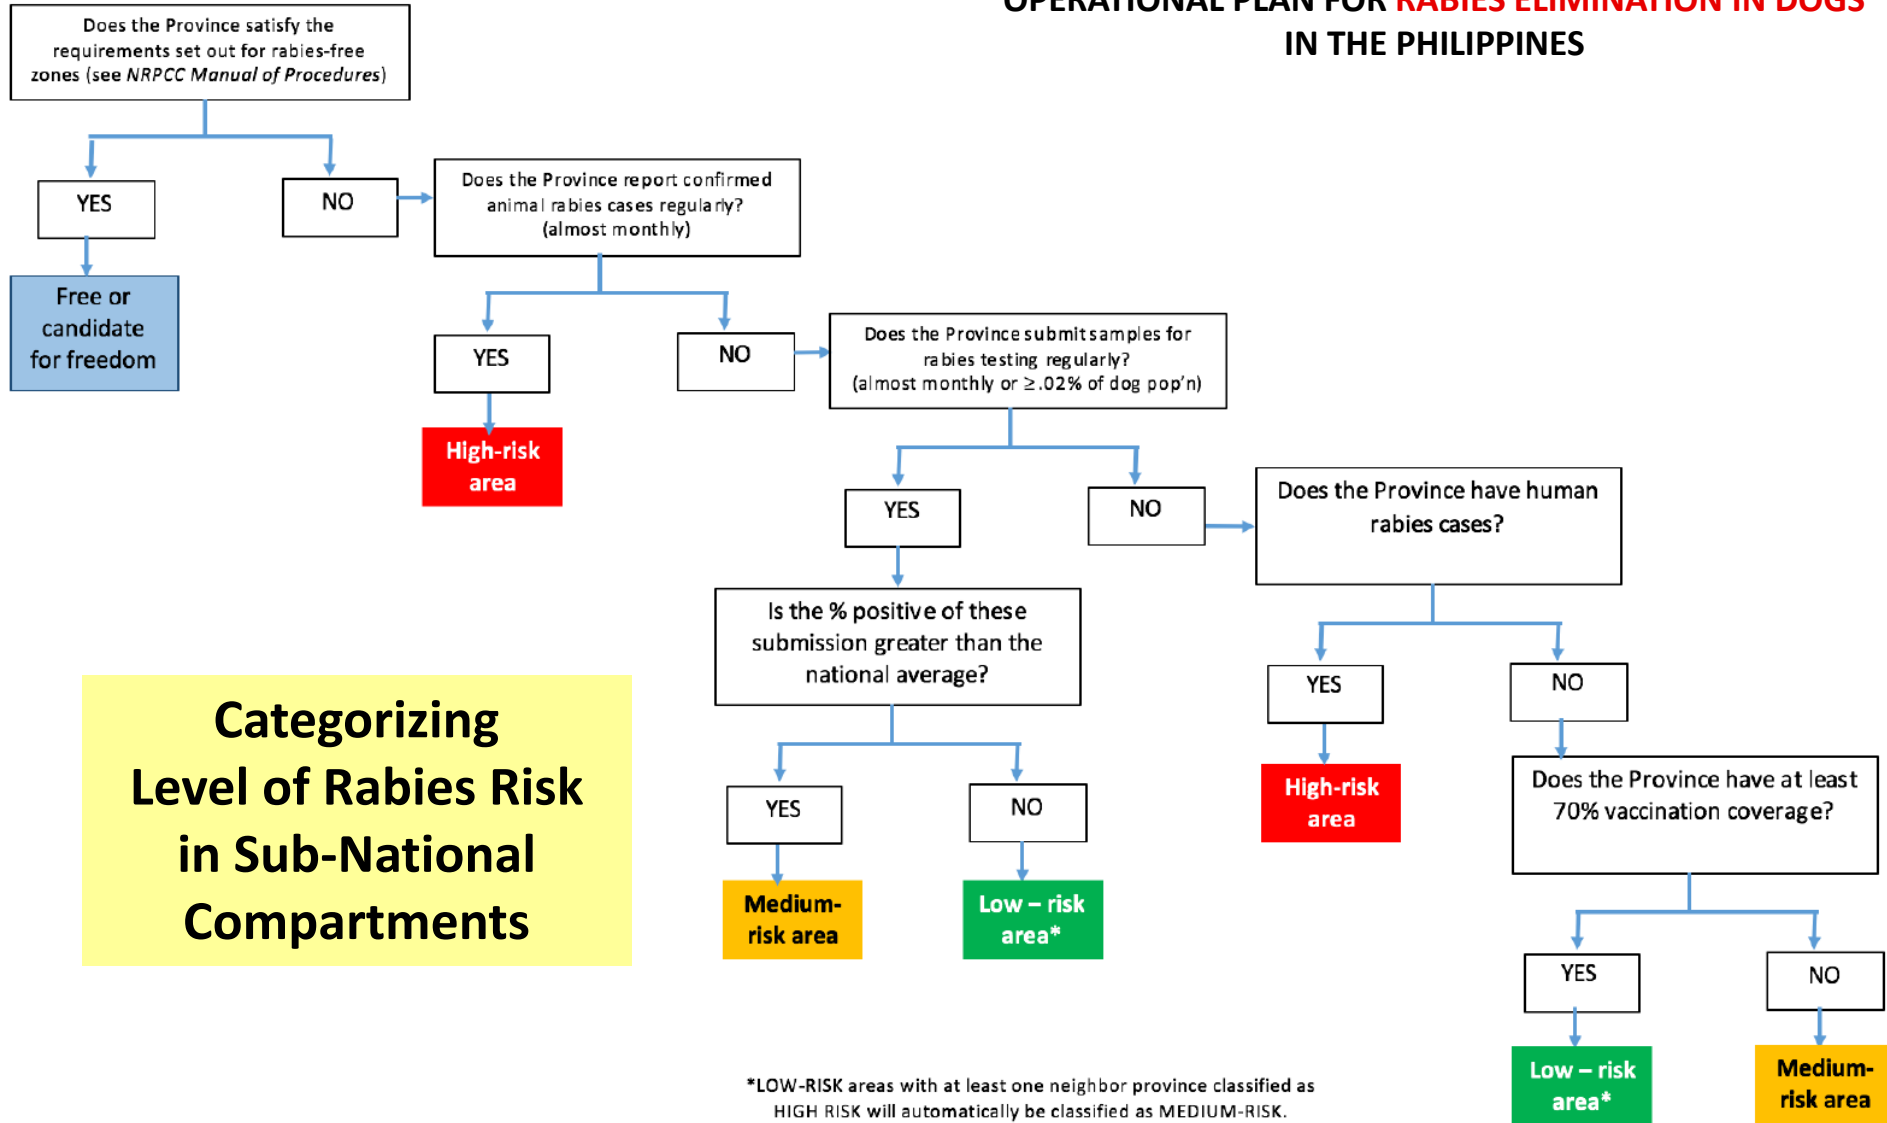 OPERATIONAL PLAN FOR RABIES ELIMINATION IN DOGS
IN THE PHILIPPINES
Does the Province satisfy the
requirements set out for rabies-free
zones (see NRPCC Manual of Procedures)
YES
NO
Free or
candidate
for freedom
Does the Province report confirmed
animal rabies cases regularly?
(almost monthly)
YES
NO
High-risk
area
Does the Province submit samples for
rabies testing regularly?
(almost monthly or ≥.02% of dog pop’n)
YES
NO
Does the Province have human
rabies cases?
Is the % positive of these
submission greater than the
national average?
YES
NO
Medium-
risk area
Low – risk
area*
YES
NO
High-risk
area
Does the Province have at least
70% vaccination coverage?
YES
NO
Low – risk
area*
Medium-
risk area
Categorizing
Level of Rabies Risk
in Sub-National
Compartments
*LOW-RISK areas with at least one neighbor province classified as
HIGH RISK will automatically be classified as MEDIUM-RISK.